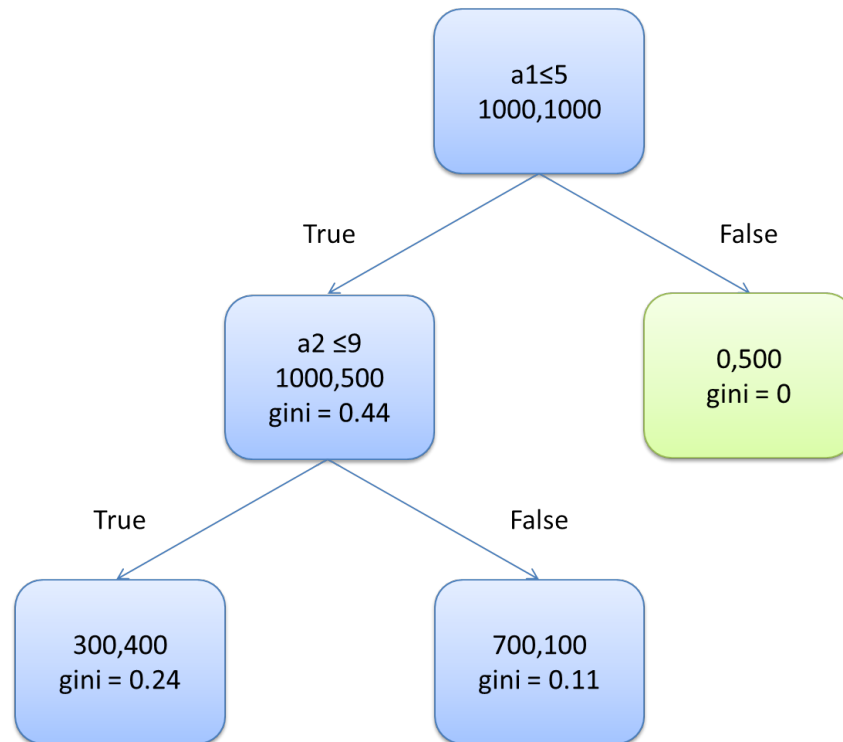 a1≤5
1000,1000
True
False
a2 ≤9
1000,500
gini = 0.44
0,500
gini = 0
True
False
300,400
gini = 0.24
700,100
gini = 0.11